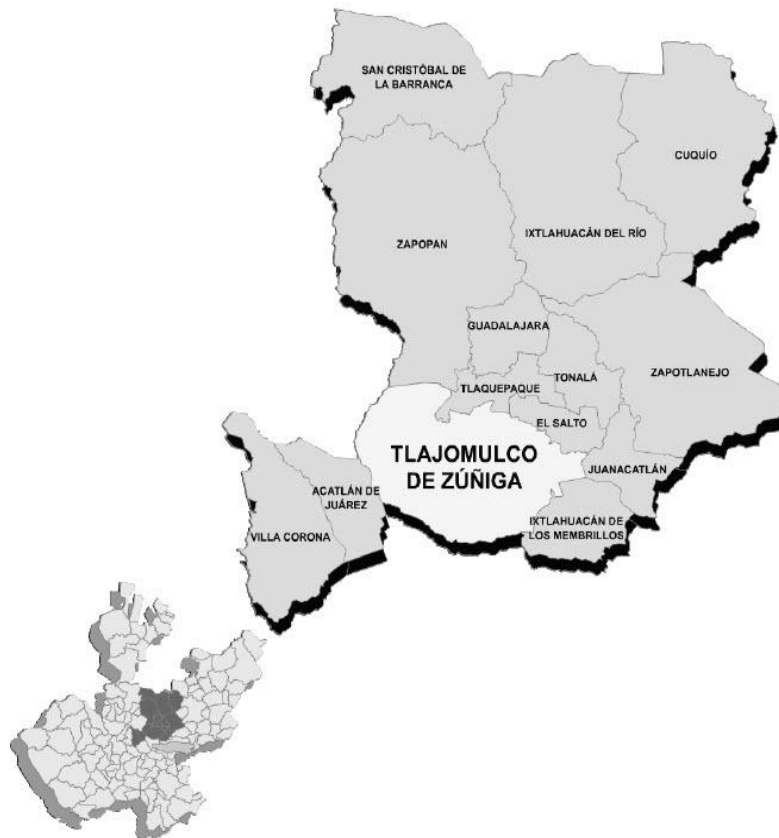 SAN CRISTÓBAL DE
LA BARRANCA
CUQUÍO
IXTLAHUACÁN DEL RÍO
ZAPOPAN
GUADALAJARA
TONALÁ
ZAPOTLANEJO
TLAQUEPAQUE
EL SALTO
TLAJOMULCO
DE ZÚÑIGA
JUANACATLÁN
ACATLÁN DE
JUÁREZ
IXTLAHUACÁN DE
LOS MEMBRILLOS
VILLA CORONA